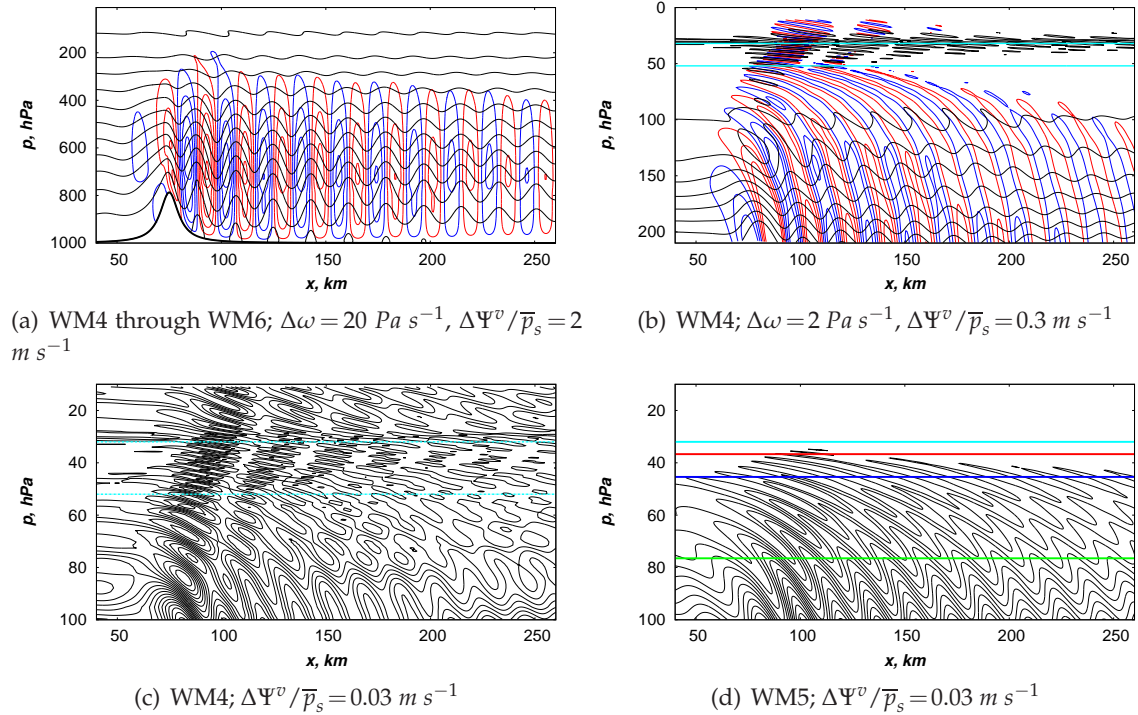 200
400
600
800
1000
50 100 150 200 250
p, hPa
x, km
(a) WM4 through WM6; Δω = 20 Pa s⁻¹, ΔΨᵛ/p̅ₛ = 2
m s⁻¹
0
50
100
150
200
50 100 150 200 250
p, hPa
x, km
(b) WM4; Δω = 2 Pa s⁻¹, ΔΨᵛ/p̅ₛ = 0.3 m s⁻¹
20
40
60
80
100
50 100 150 200 250
p, hPa
x, km
(c) WM4; ΔΨᵛ/p̅ₛ = 0.03 m s⁻¹
20
40
60
80
100
50 100 150 200 250
p, hPa
x, km
(d) WM5; ΔΨᵛ/p̅ₛ = 0.03 m s⁻¹